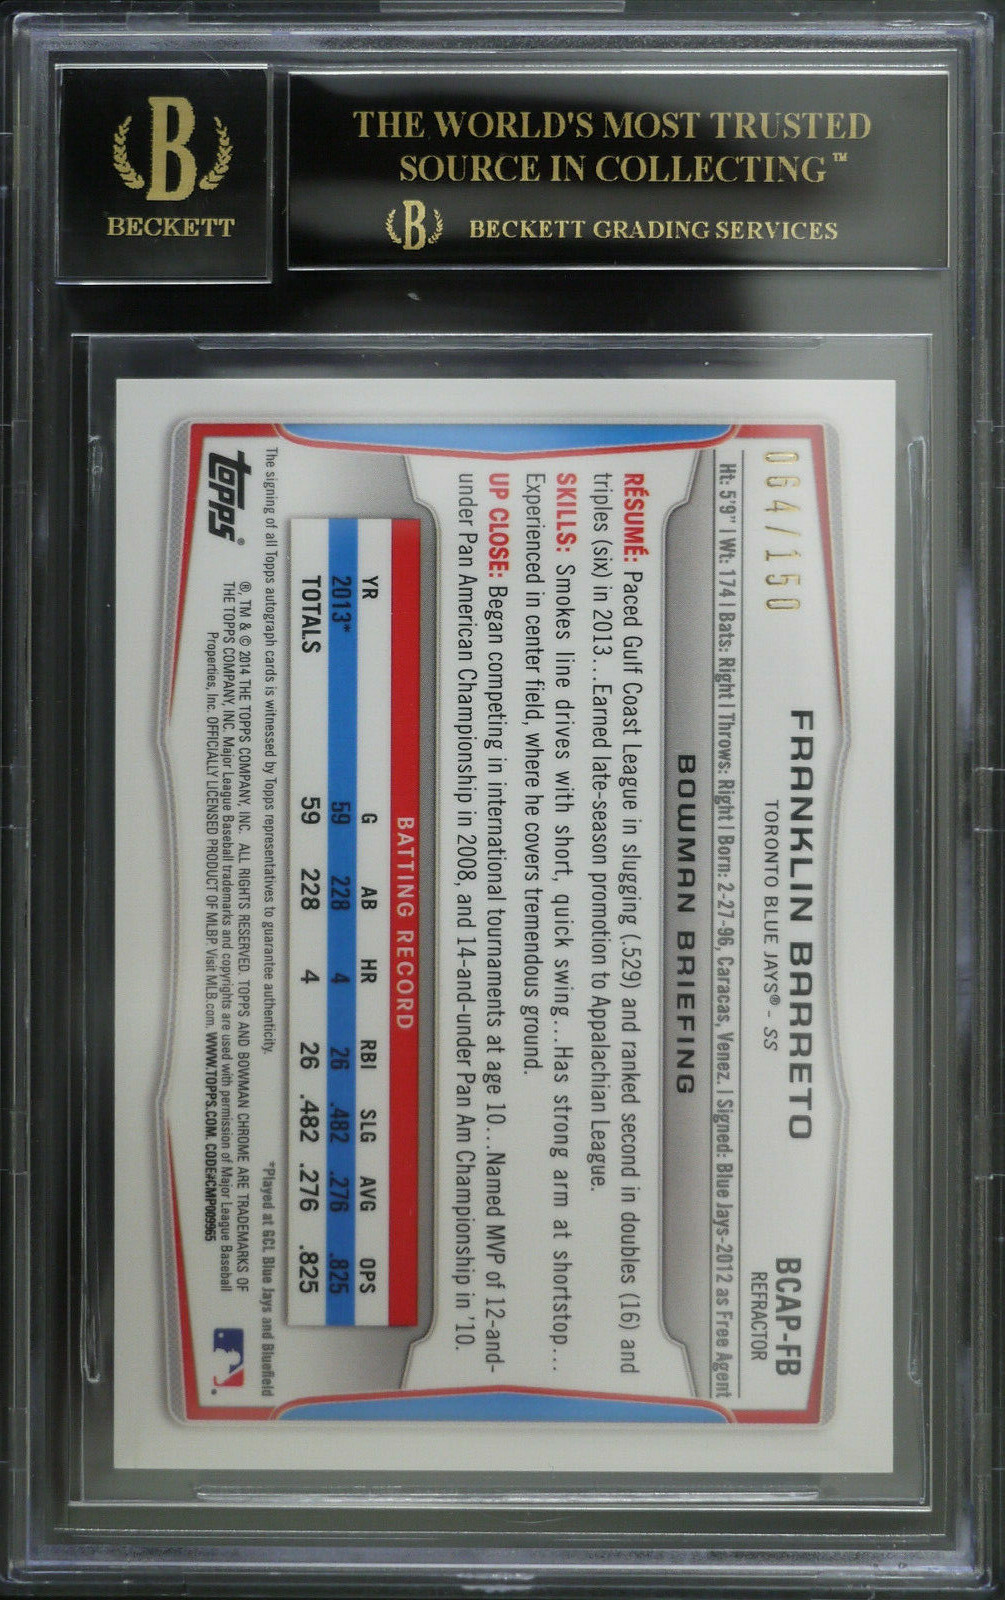 B
BECKETT
THE WORLD'S MOST TRUSTED
SOURCE IN COLLECTING™
B BECKETT GRADING SERVICES
064/150
FRANKLIN BARRETO
BCAP-FB
TORONTO BLUE JAYS® - SS
REFRACTOR
Ht: 5'9" | Wt: 174 | Bats: Right | Throws: Right | Born: 2-27-96, Caracas, Venez. | Signed: Blue Jays-2012 as Free Agent
BOWMAN BRIEFING
RÉSUMÉ: Paced Gulf Coast League in slugging (.529) and ranked second in doubles (16) and
triples (six) in 2013...Earned late-season promotion to Appalachian League.
SKILLS: Smokes line drives with short, quick swing...Has strong arm at shortstop...
Experienced in center field, where he covers tremendous ground.
UP CLOSE: Began competing in international tournaments at age 10...Named MVP of 12-and-
under Pan American Championship in 2008, and 14-and-under Pan Am Championship in '10.
BATTING RECORD
YR G AB HR RBI SLG AVG OPS
2013* 59 228 4 26 .482 .276 .825
TOTALS 59 228 4 26 .482 .276 .825
*Played at GCL Blue Jays and Bluefield
The signing of all Topps autograph cards is witnessed by Topps representatives to guarantee authenticity.
topps®
®, TM & © 2014 THE TOPPS COMPANY, INC. ALL RIGHTS RESERVED. TOPPS AND BOWMAN CHROME ARE TRADEMARKS OF
THE TOPPS COMPANY, INC. Major League Baseball trademarks and copyrights are used with permission of Major League Baseball
Properties, Inc. OFFICIALLY LICENSED PRODUCT OF MLBP. Visit MLB.com. WWW.TOPPS.COM. CODE#CMP009965